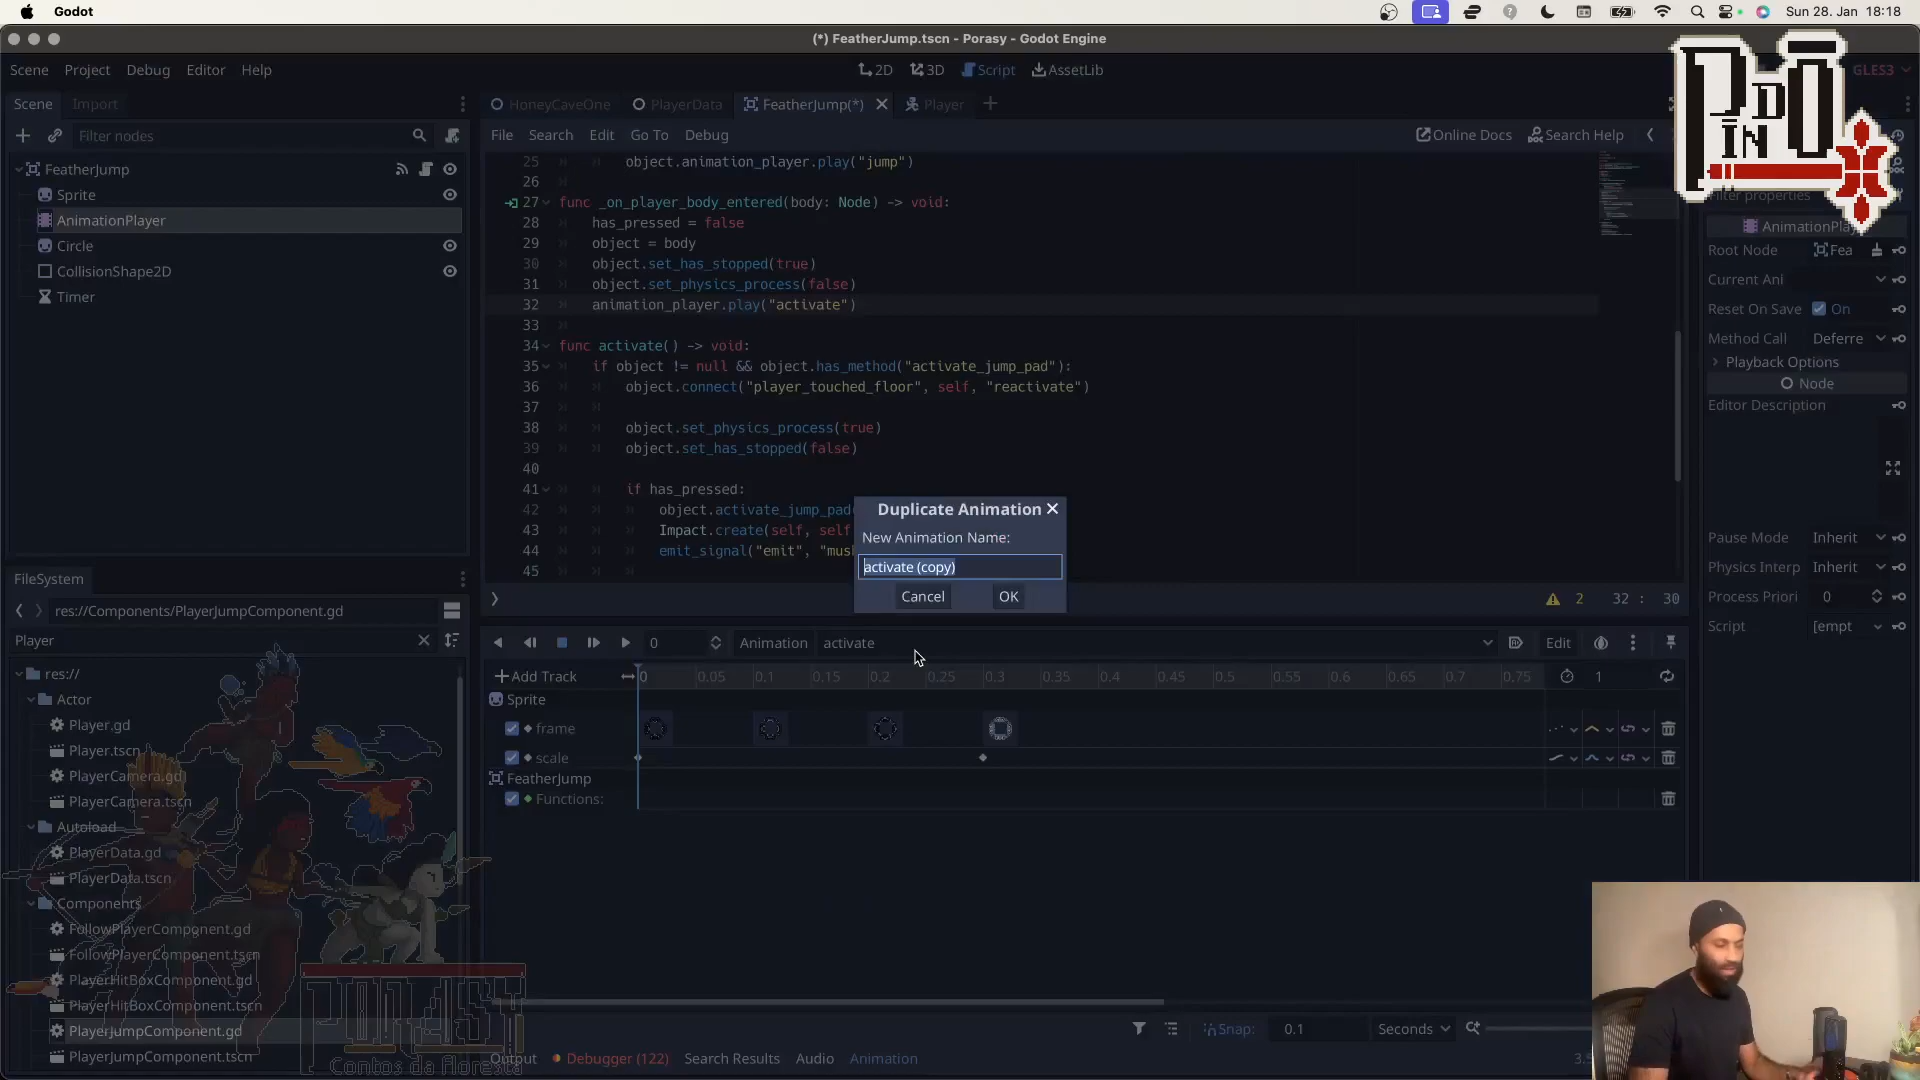 Godot
Sun 28. Jan 18:18
(*) FeatherJump.tscn - Porasy - Godot Engine
Scene Project Debug Editor Help
2D 3D Script AssetLib
GLES3
PINDO
Scene Import
HoneyCaveOne PlayerData FeatherJump(*) Player
Filter nodes
File Search Edit Go To Debug
Online Docs Search Help
FeatherJump
Sprite
AnimationPlayer
Circle
CollisionShape2D
Timer
25 object.animation_player.play("jump")
26
27 func _on_player_body_entered(body: Node) -> void:
28 has_pressed = false
29 object = body
30 object.set_has_stopped(true)
31 object.set_physics_process(false)
32 animation_player.play("activate")
33
34 func activate() -> void:
35 if object != null && object.has_method("activate_jump_pad"):
36 object.connect("player_touched_floor", self, "reactivate")
37
38 object.set_physics_process(true)
39 object.set_has_stopped(false)
40
41 if has_pressed:
42 object.activate_jump_pad(
43 Impact.create(self, self
44 emit_signal("emit", "mus
45
2 32 : 30
Duplicate Animation
New Animation Name:
activate (copy)
Cancel OK
Filter properties
AnimationPlay
Root Node Fea
Current Ani
Reset On Save On
Method Call Deferre
Playback Options
Node
Editor Description
Pause Mode Inherit
Physics Interp Inherit
Process Priori 0
Script [empt
FileSystem
res://Components/PlayerJumpComponent.gd
Player
res://
Actor
Player.gd
Player.tscn
PlayerCamera.gd
PlayerCamera.tscn
Autoload
PlayerData.gd
PlayerData.tscn
Components
FollowPlayerComponent.gd
FollowPlayerComponent.tscn
PlayerHitBoxComponent.gd
PlayerHitBoxComponent.tscn
PlayerJumpComponent.gd
PlayerJumpComponent.tscn
PORASY
Contos da floresta
0 Animation activate Edit
Add Track 0 0.05 0.1 0.15 0.2 0.25 0.3 0.35 0.4 0.45 0.5 0.55 0.6 0.65 0.7 0.75 1
Sprite
frame
scale
FeatherJump
Functions:
Snap: 0.1 Seconds
Output Debugger (122) Search Results Audio Animation 3.5